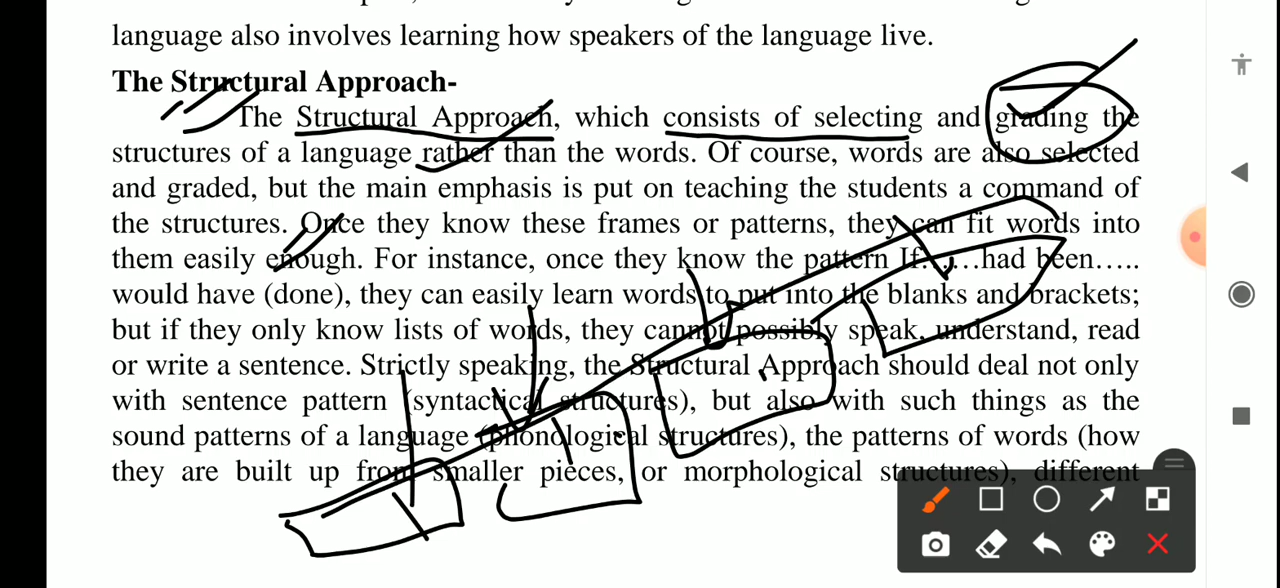 language also involves learning how speakers of the language live.
The Structural Approach-
The Structural Approach, which consists of selecting and grading the
structures of a language rather than the words. Of course, words are also selected
and graded, but the main emphasis is put on teaching the students a command of
the structures. Once they know these frames or patterns, they can fit words into
them easily enough. For instance, once they know the pattern If……had been…..
would have (done), they can easily learn words to put into the blanks and brackets;
but if they only know lists of words, they cannot possibly speak, understand, read
or write a sentence. Strictly speaking, the Structural Approach should deal not only
with sentence pattern (syntactical structures), but also with such things as the
sound patterns of a language (phonological structures), the patterns of words (how
they are built up from smaller pieces, or morphological structures), different